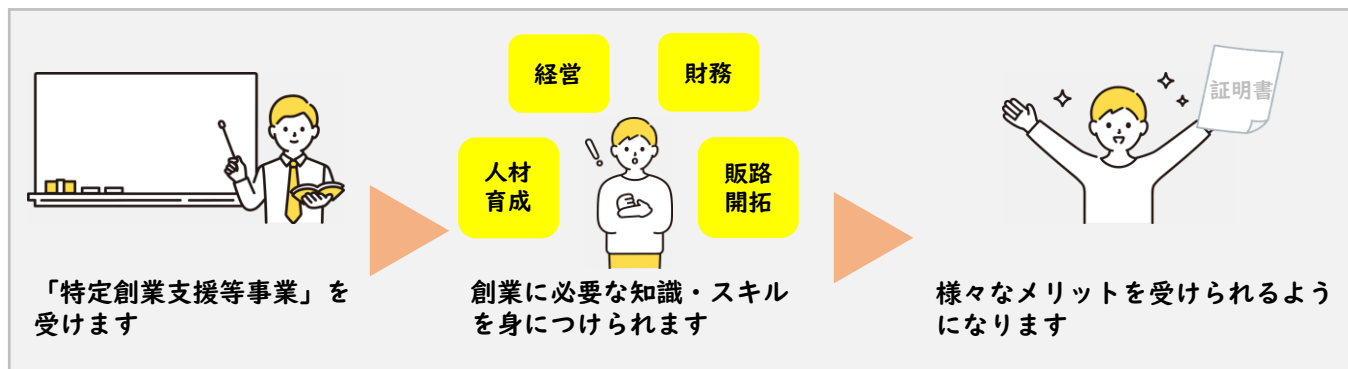 経営
財務
人材
育成
販路
開拓
証明書
「特定創業支援等事業」を
受けます
創業に必要な知識・スキル
を身につけられます
様々なメリットを受けられるよう
になります